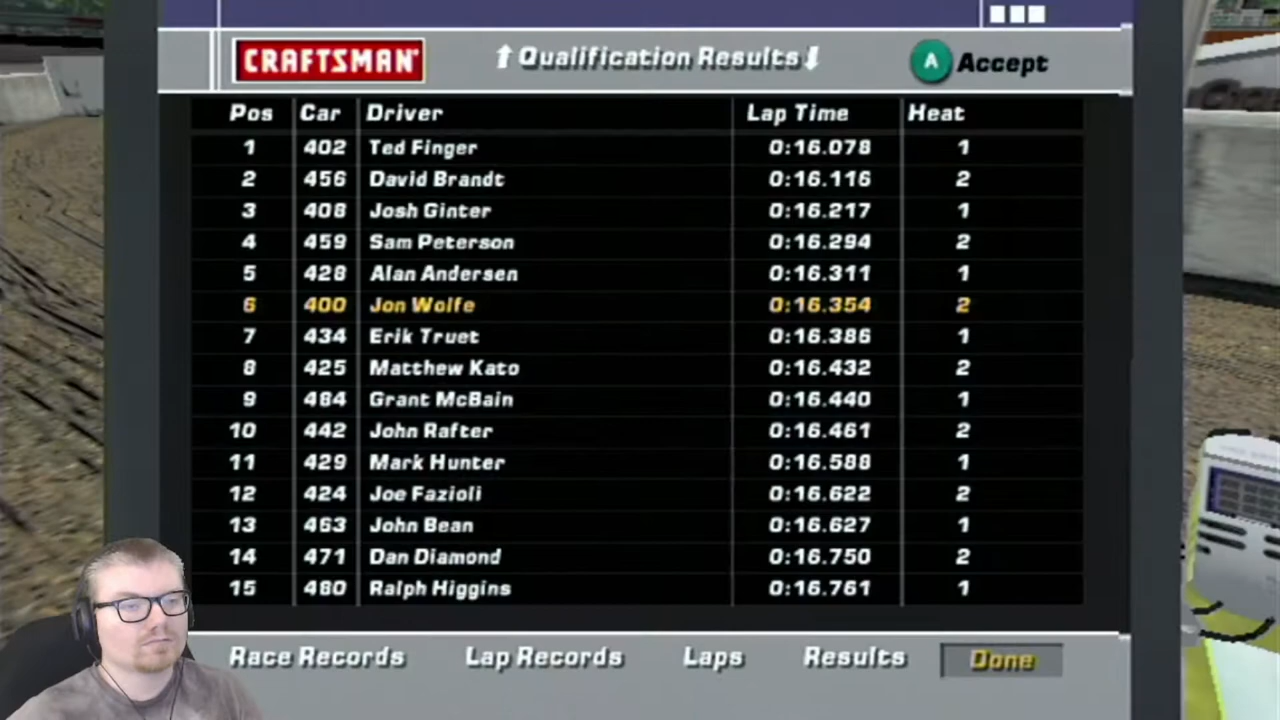 CRAFTSMAN
Qualification Results
A Accept
Pos Car Driver Lap Time Heat
1 402 Ted Finger 0:16.078 1
2 456 David Brandt 0:16.116 2
3 408 Josh Ginter 0:16.217 1
4 459 Sam Peterson 0:16.294 2
5 428 Alan Andersen 0:16.311 1
6 400 Jon Wolfe 0:16.354 2
7 434 Erik Truet 0:16.386 1
8 425 Matthew Kato 0:16.432 2
9 484 Grant McBain 0:16.440 1
10 442 John Rafter 0:16.461 2
11 429 Mark Hunter 0:16.588 1
12 424 Joe Fazioli 0:16.622 2
13 463 John Bean 0:16.627 1
14 471 Dan Diamond 0:16.750 2
15 480 Ralph Higgins 0:16.761 1
Race Records Lap Records Laps Results Done